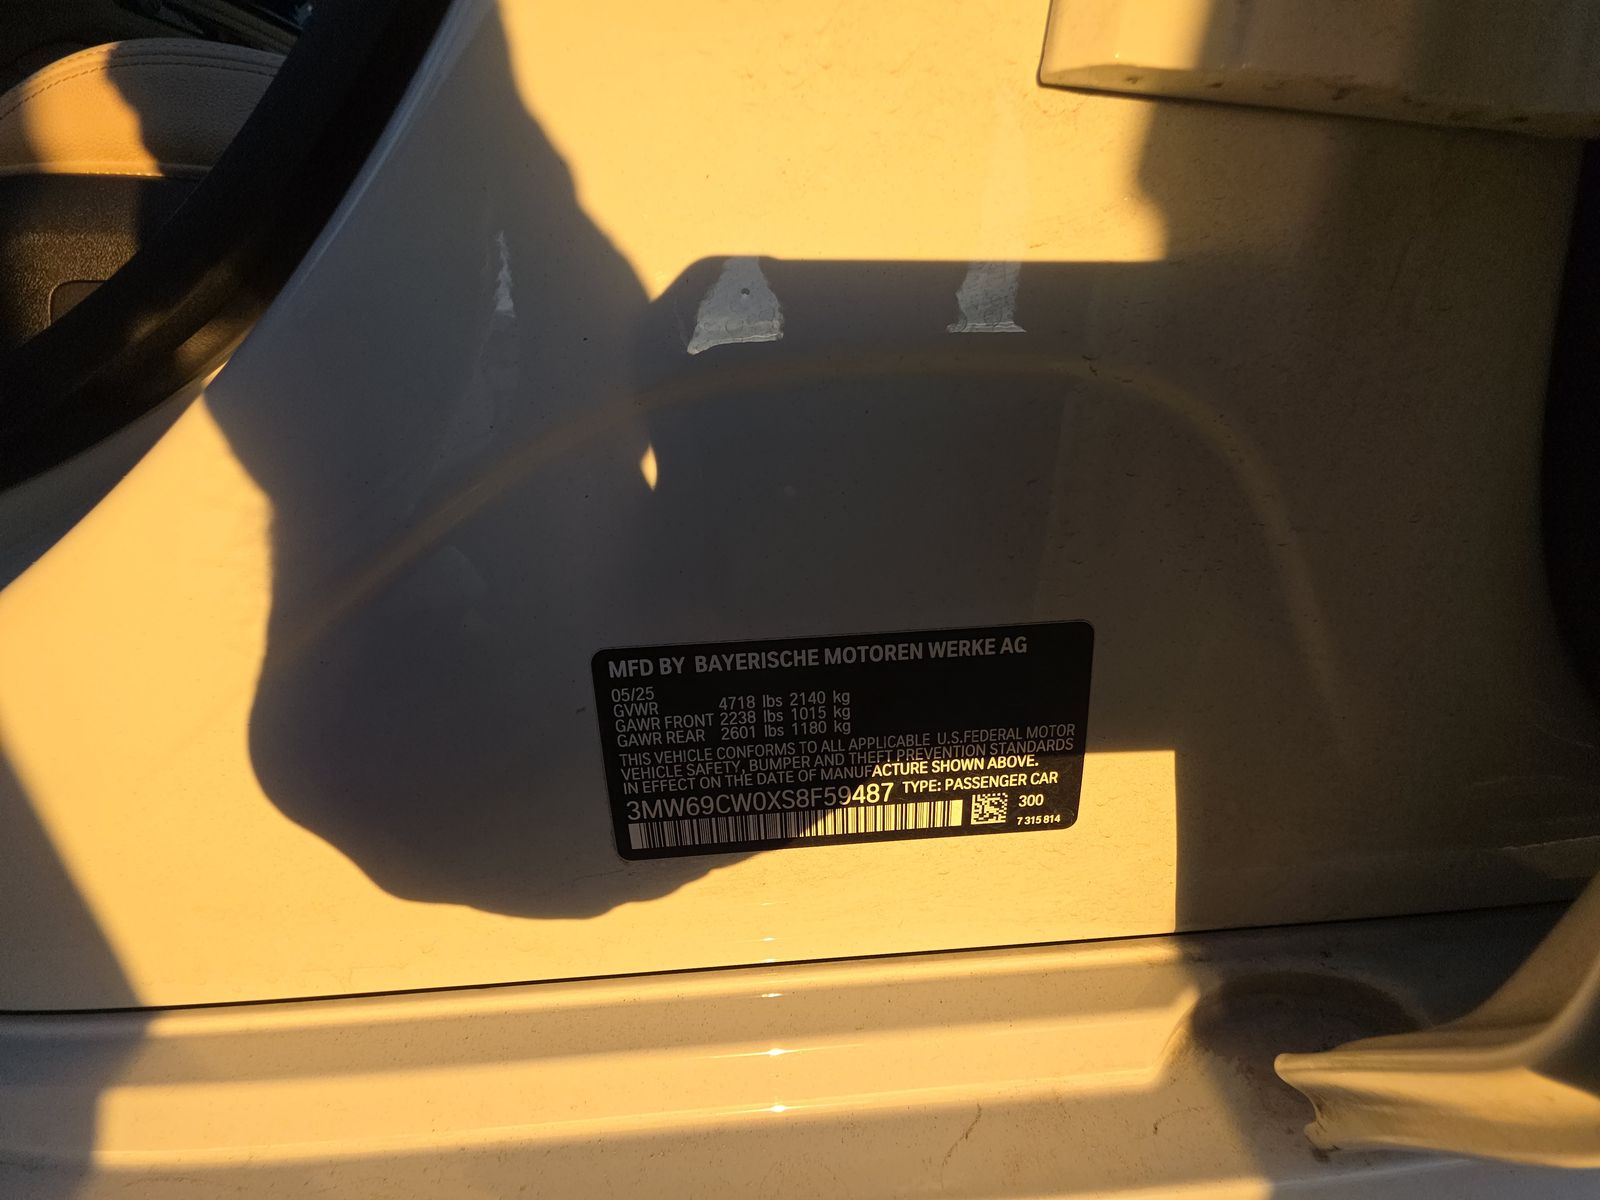 MFD BY BAYERISCHE MOTOREN WERKE AG
05/25
GVWR 4718 lbs 2140 kg
GAWR FRONT 2238 lbs 1015 kg
GAWR REAR 2601 lbs 1180 kg
THIS VEHICLE CONFORMS TO ALL APPLICABLE U.S.FEDERAL MOTOR
VEHICLE SAFETY, BUMPER AND THEFT PREVENTION STANDARDS
IN EFFECT ON THE DATE OF MANUFACTURE SHOWN ABOVE.
3MW69CW0XS8F59487 TYPE: PASSENGER CAR
300
7 315 814